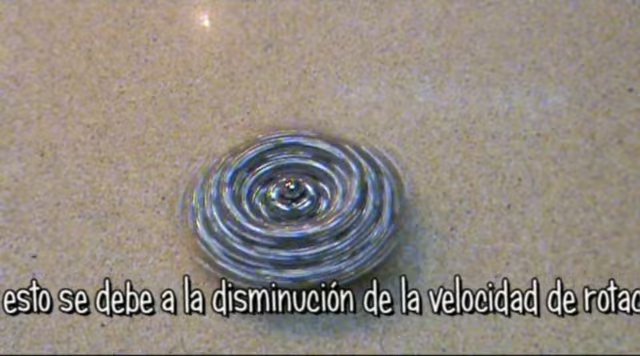 esto se debe a la disminución de la velocidad de rotac